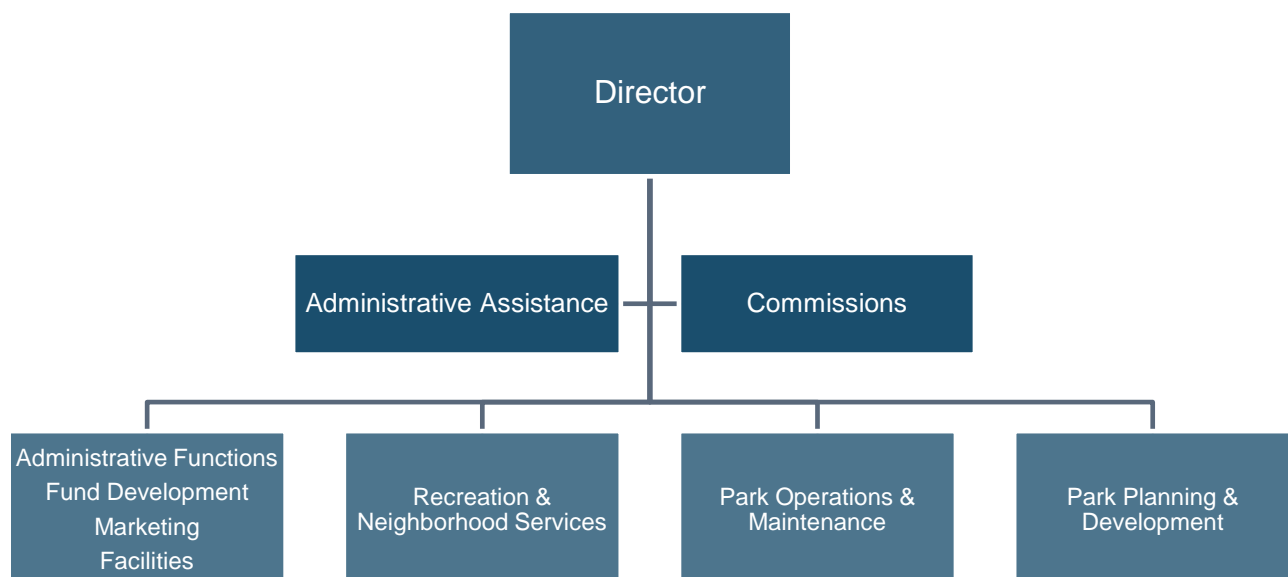 Director
Administrative Assistance
Commissions
Administrative Functions
Fund Development
Marketing
Facilities
Recreation &
Neighborhood Services
Park Operations &
Maintenance
Park Planning &
Development